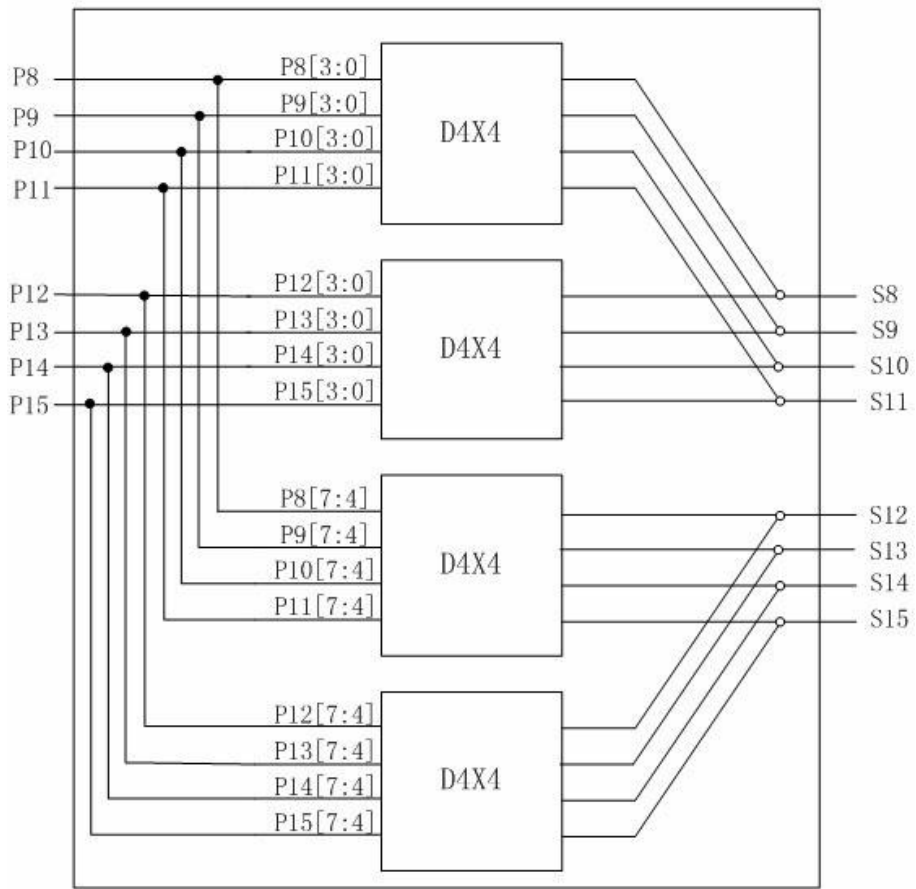 P8
P8[3:0]
P9
P9[3:0]
P10
P10[3:0]
P11
P11[3:0]
D4X4
P12
P12[3:0]
P13
P13[3:0]
P14
P14[3:0]
P15
P15[3:0]
D4X4
S8
S9
S10
S11
P8[7:4]
P9[7:4]
P10[7:4]
P11[7:4]
D4X4
S12
S13
S14
S15
P12[7:4]
P13[7:4]
P14[7:4]
P15[7:4]
D4X4